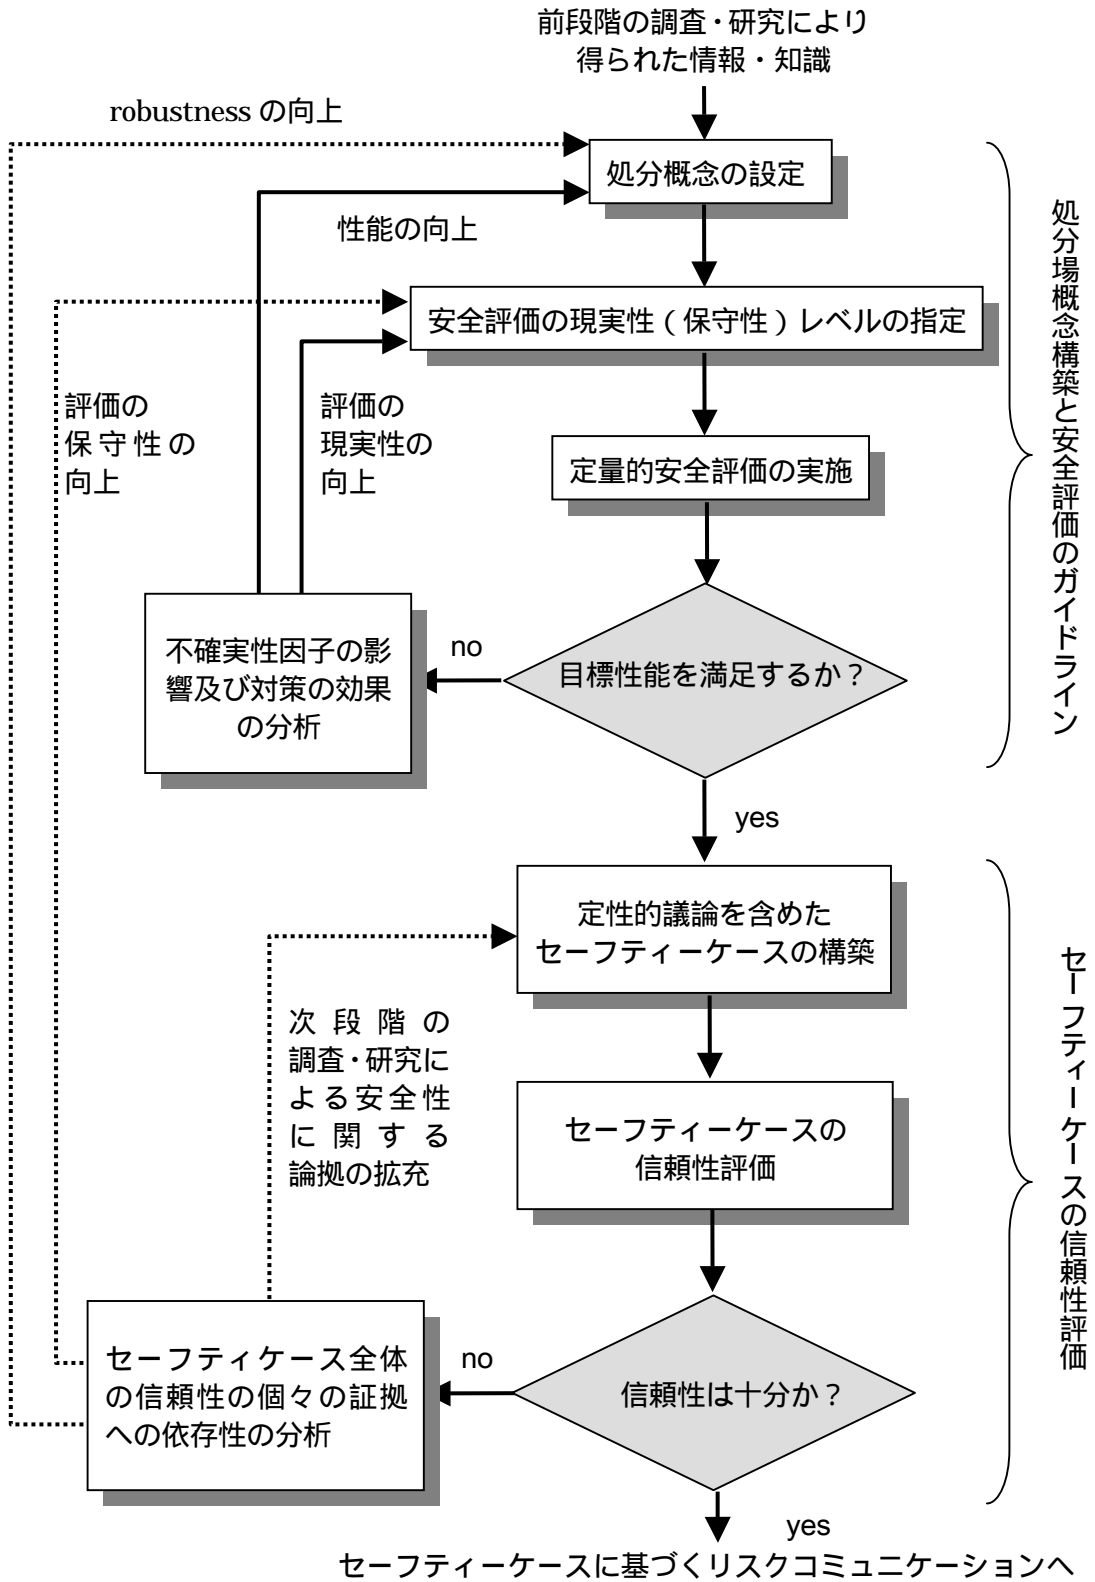 前段階の調査・研究により
得られた情報・知識
robustness の向上
処分概念の設定
性能の向上
安全評価の現実性（保守性）レベルの指定
評価の
保守性の
向上
評価の
現実性の
向上
定量的安全評価の実施
処分場概念構築と安全評価のガイドライン
不確実性因子の影
響及び対策の効果
の分析
no
目標性能を満足するか？
yes
定性的議論を含めた
セーフティーケースの構築
次段階の
調査・研究に
よる安全性
に関する
論拠の拡充
セーフティーケースの
信頼性評価
セーフティーケースの信頼性評価
セーフティケース全体
の信頼性の個々の証拠
への依存性の分析
no
信頼性は十分か？
yes
セーフティーケースに基づくリスクコミュニケーションへ